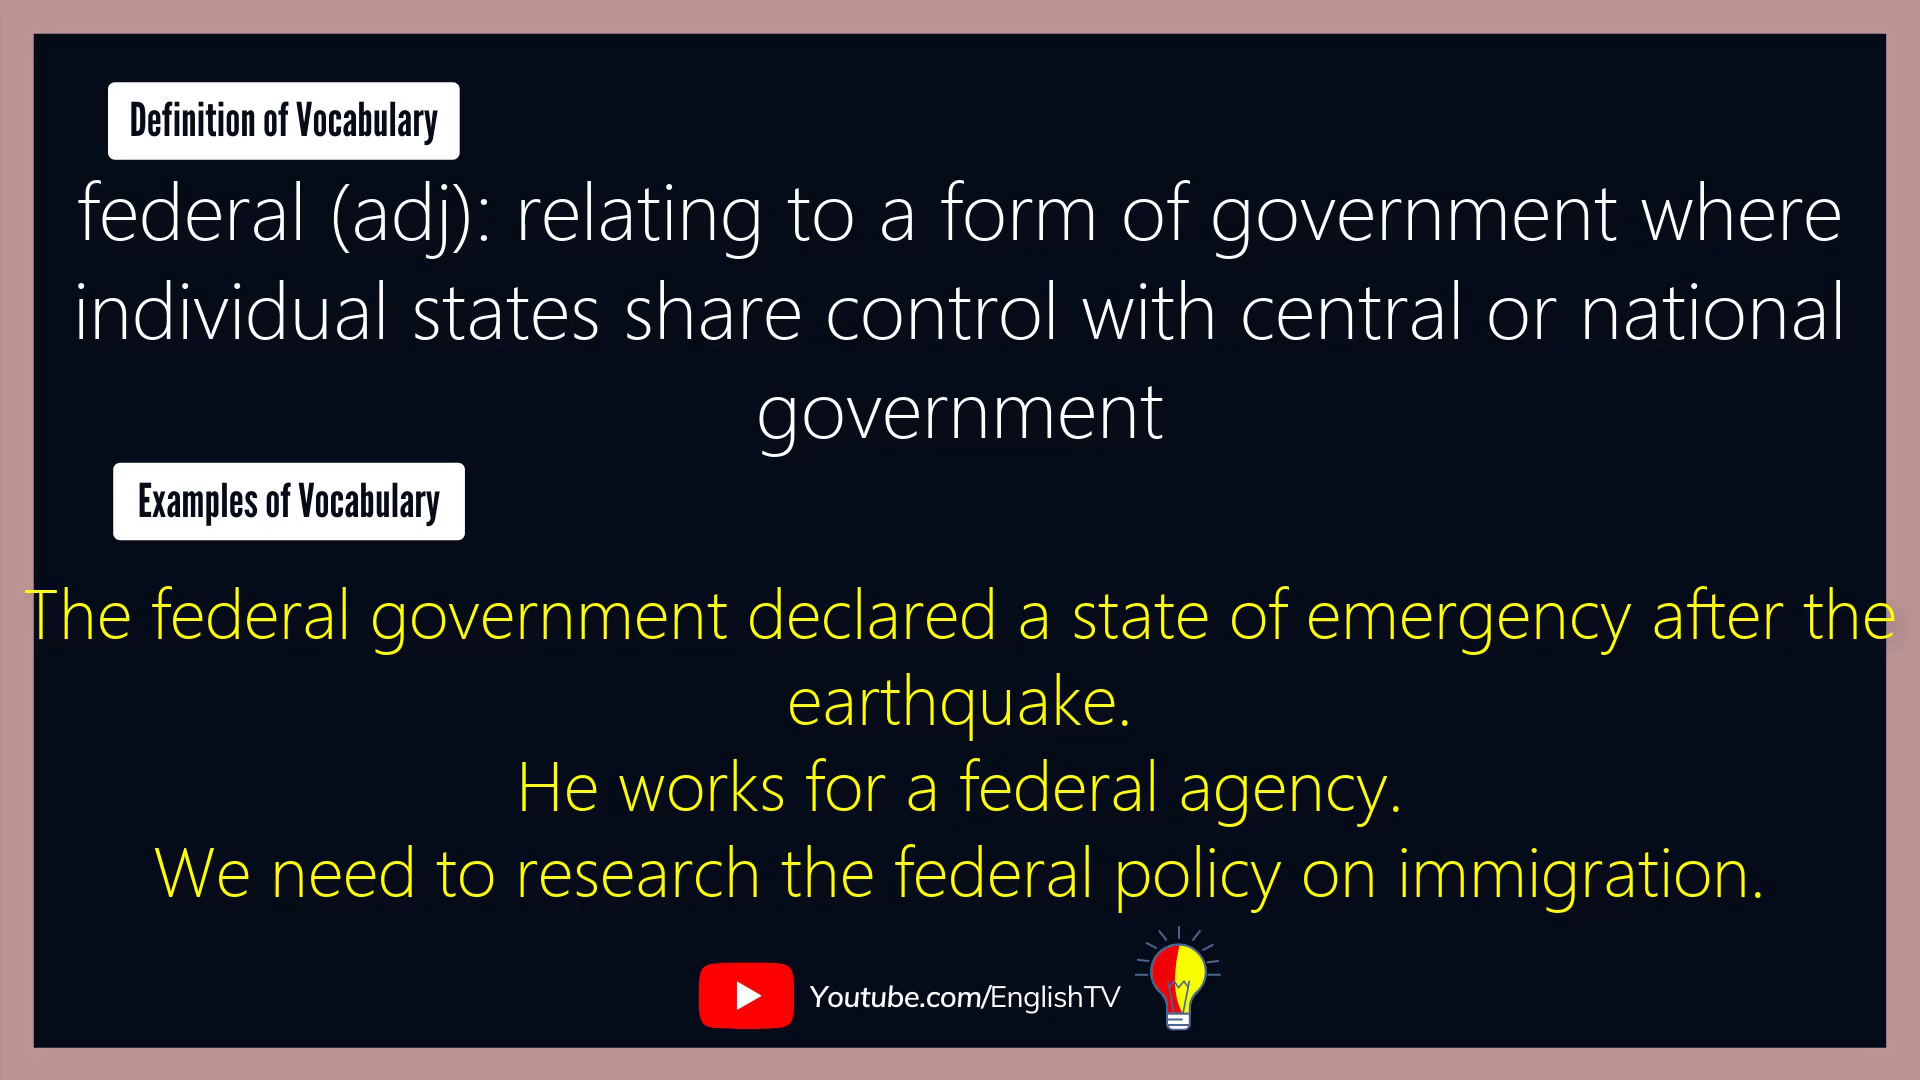 Definition of Vocabulary
federal (adj): relating to a form of government where
individual states share control with central or national
government
Examples of Vocabulary
The federal government declared a state of emergency after the
earthquake.
He works for a federal agency.
We need to research the federal policy on immigration.
Youtube.com/EnglishTV